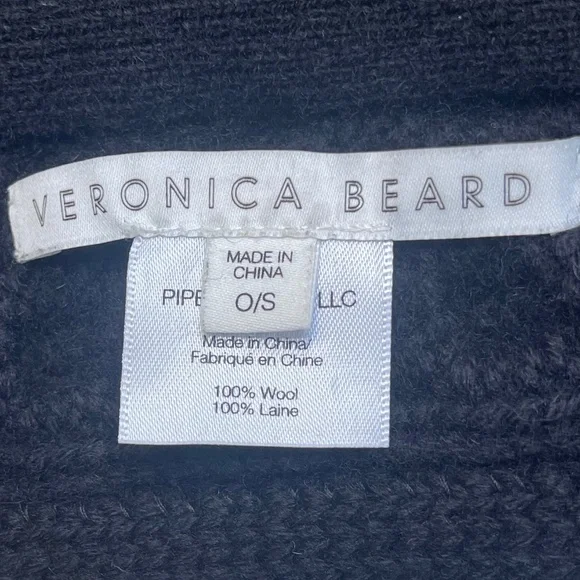 VERONICA BEARD
MADE IN
CHINA
O/S
LLC
Made in China/
Fabriqué en Chine
100% Wool
100% Laine